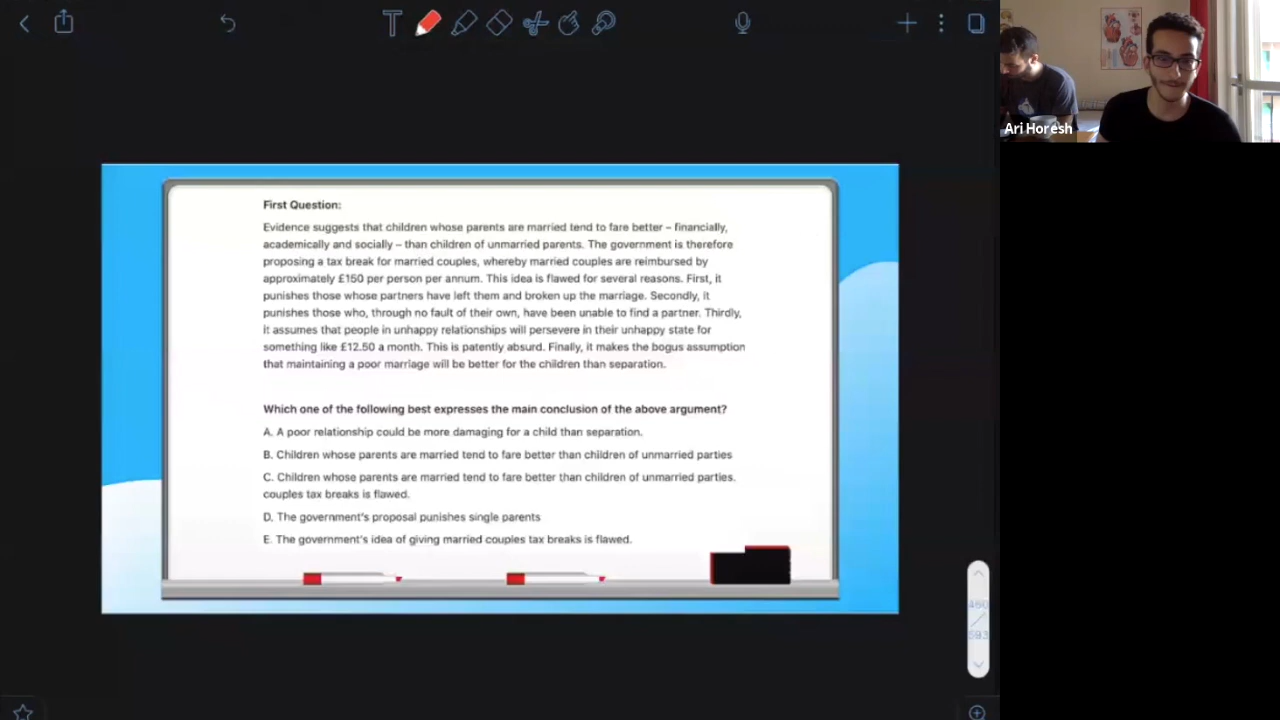 Ari Horesh
First Question:
Evidence suggests that children whose parents are married tend to fare better – financially,
academically and socially – than children of unmarried parents. The government is therefore
proposing a tax break for married couples, whereby married couples are reimbursed by
approximately £150 per person per annum. This idea is flawed for several reasons. First, it
punishes those whose partners have left them and broken up the marriage. Secondly, it
punishes those who, through no fault of their own, have been unable to find a partner. Thirdly,
it assumes that people in unhappy relationships will persevere in their unhappy state for
something like £12.50 a month. This is patently absurd. Finally, it makes the bogus assumption
that maintaining a poor marriage will be better for the children than separation.
Which one of the following best expresses the main conclusion of the above argument?
A. A poor relationship could be more damaging for a child than separation.
B. Children whose parents are married tend to fare better than children of unmarried parties
C. Children whose parents are married tend to fare better than children of unmarried parties.
couples tax breaks is flawed.
D. The government's proposal punishes single parents
E. The government's idea of giving married couples tax breaks is flawed.
460
593